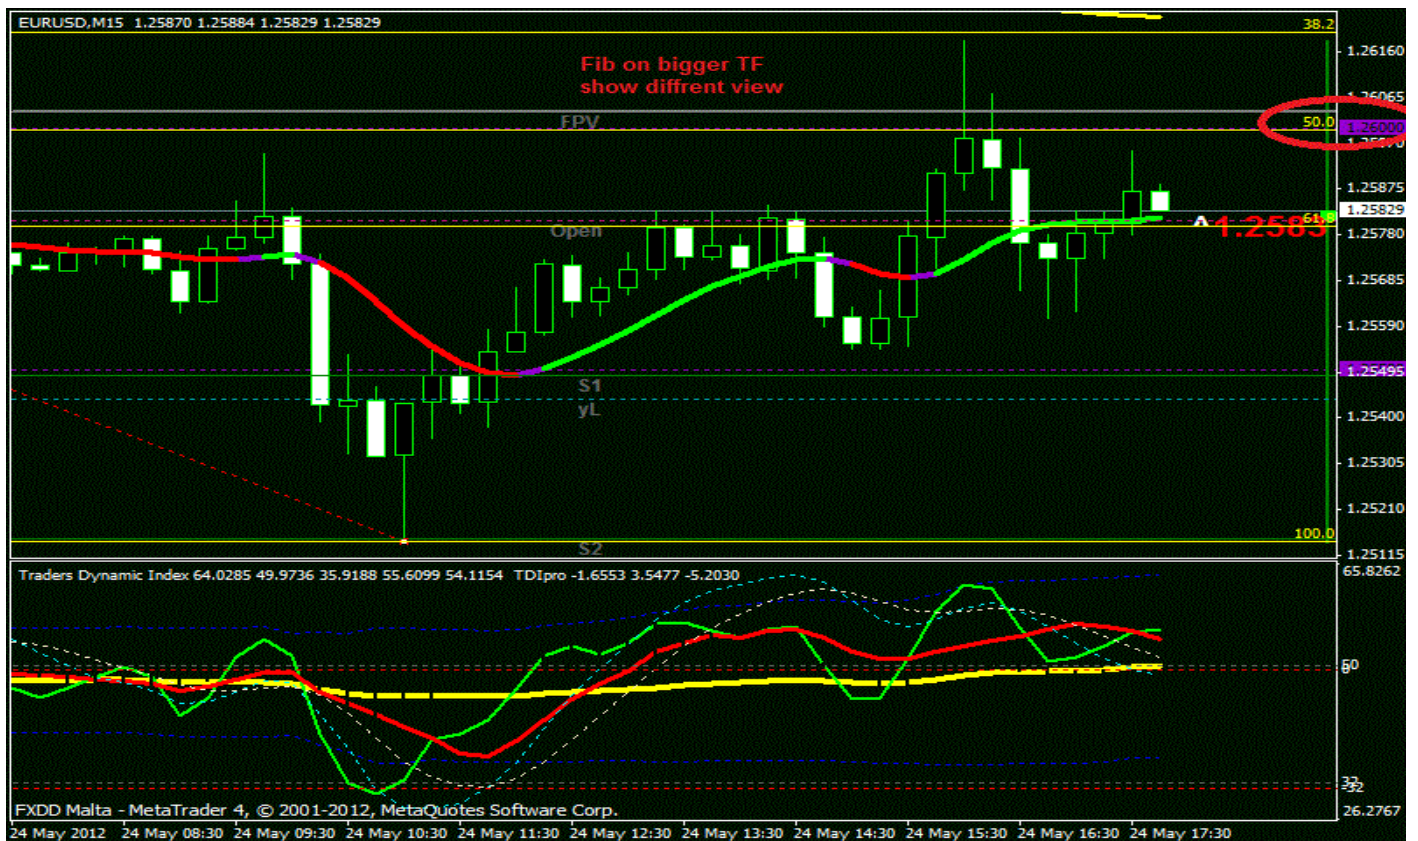 EURUSD,M15 1.25870 1.25884 1.25829 1.25829
38.2
1.26160
Fib on bigger TF
show diffrent view
1.26065
FPV
50.0
1.26000
1.25875
1.25829
61.8
1.2583
Open
1.25780
1.25685
1.25590
1.25495
S1
yL
1.25400
1.25305
1.25210
100.0
S2
1.25115
Traders Dynamic Index 64.0285 49.9736 35.9188 55.6099 54.1154 TDIpro -1.6553 3.5477 -5.2030
65.8262
50
32
-32
FXDD Malta - MetaTrader 4, © 2001-2012, MetaQuotes Software Corp.
26.2767
24 May 2012 24 May 08:30 24 May 09:30 24 May 10:30 24 May 11:30 24 May 12:30 24 May 13:30 24 May 14:30 24 May 15:30 24 May 16:30 24 May 17:30